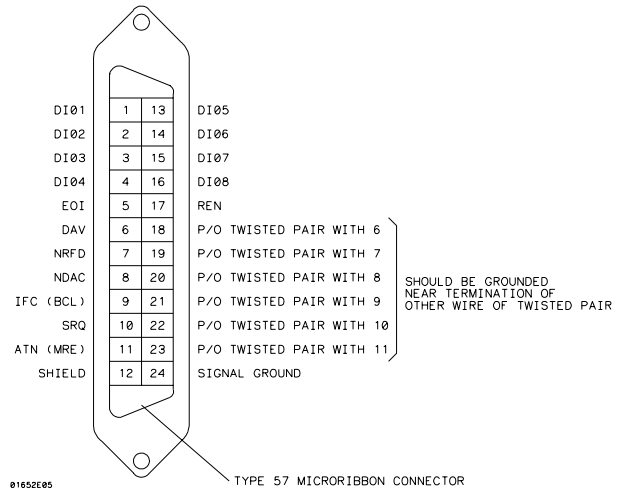 DI01 1 13 DI05
DI02 2 14 DI06
DI03 3 15 DI07
DI04 4 16 DI08
EOI 5 17 REN
DAV 6 18 P/O TWISTED PAIR WITH 6
NRFD 7 19 P/O TWISTED PAIR WITH 7
NDAC 8 20 P/O TWISTED PAIR WITH 8
IFC (BCL) 9 21 P/O TWISTED PAIR WITH 9
SRQ 10 22 P/O TWISTED PAIR WITH 10
ATN (MRE) 11 23 P/O TWISTED PAIR WITH 11
SHIELD 12 24 SIGNAL GROUND
SHOULD BE GROUNDED
NEAR TERMINATION OF
OTHER WIRE OF TWISTED PAIR
TYPE 57 MICRORIBBON CONNECTOR
01652E05